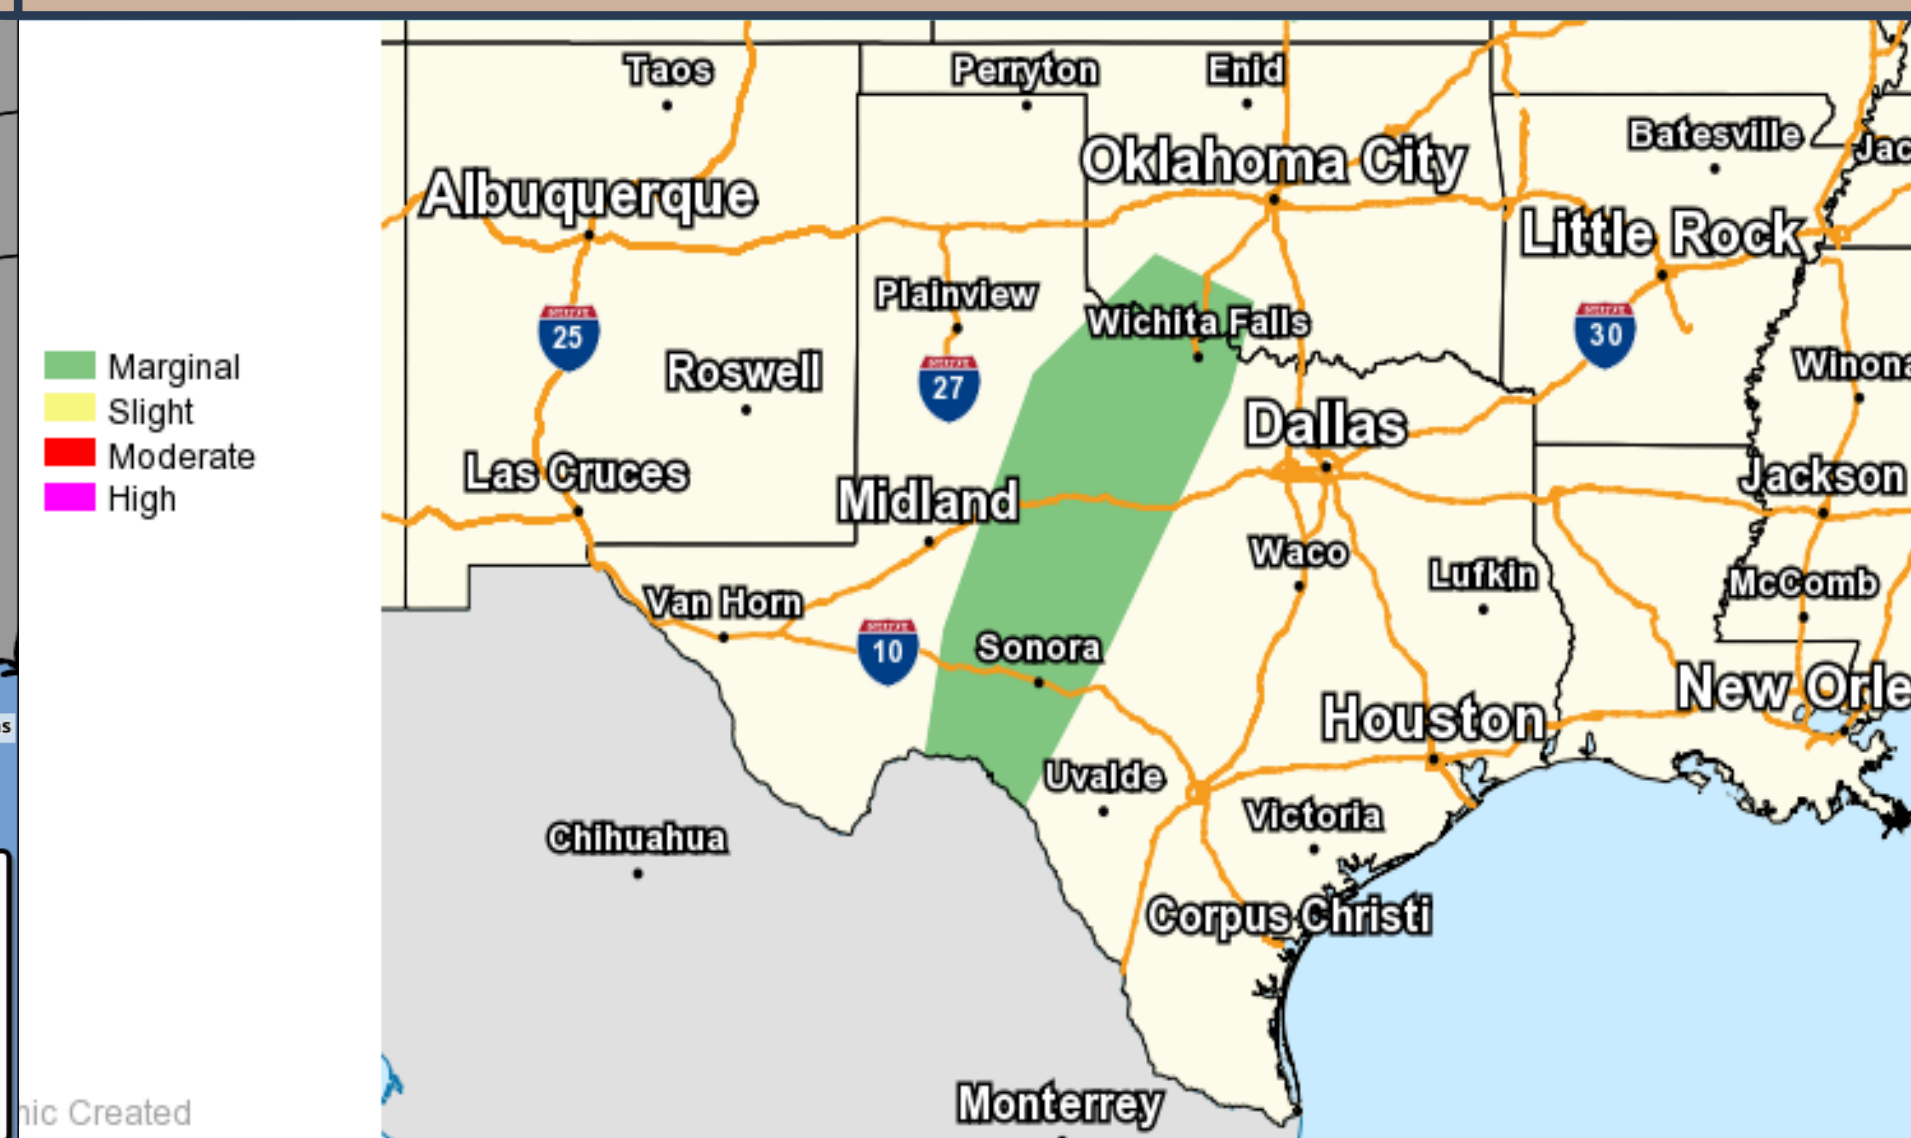 Taos
Perryton
Enid
Batesville
Oklahoma City
Jac
Albuquerque
Little Rock
Plainview
Wichita Falls
25
30
Roswell
27
Winona
Marginal
Slight
Moderate
High
Dallas
Las Cruces
Midland
Jackson
Waco
Lufkin
McComb
Van Horn
10
Sonora
New Orle
Houston
Uvalde
Victoria
Chihuahua
Corpus Christi
Monterrey
nic Created